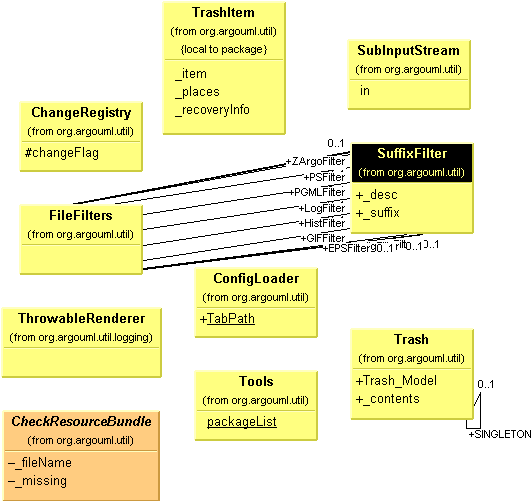 TrashItem
(from org.argouml.util)
{local to package}
_item
_places
_recoveryInfo
SubInputStream
(from org.argouml.util)
in
ChangeRegistry
(from org.argouml.util)
#changeFlag
0..1
SuffixFilter
(from org.argouml.util)
+_desc
+_suffix
+ZArgoFilter
+PSFilter
+PGMLFilter
+LogFilter
+HistFilter
+GIFFilter
+EPSFilter
0..1
0..1
FileFilters
(from org.argouml.util)
ConfigLoader
(from org.argouml.util)
+TabPath
ThrowableRenderer
(from org.argouml.util.logging)
Trash
(from org.argouml.util)
+Trash_Model
+_contents
0..1
+SINGLETON
Tools
(from org.argouml.util)
packageList
CheckResourceBundle
(from org.argouml.util)
–_fileName
–_missing